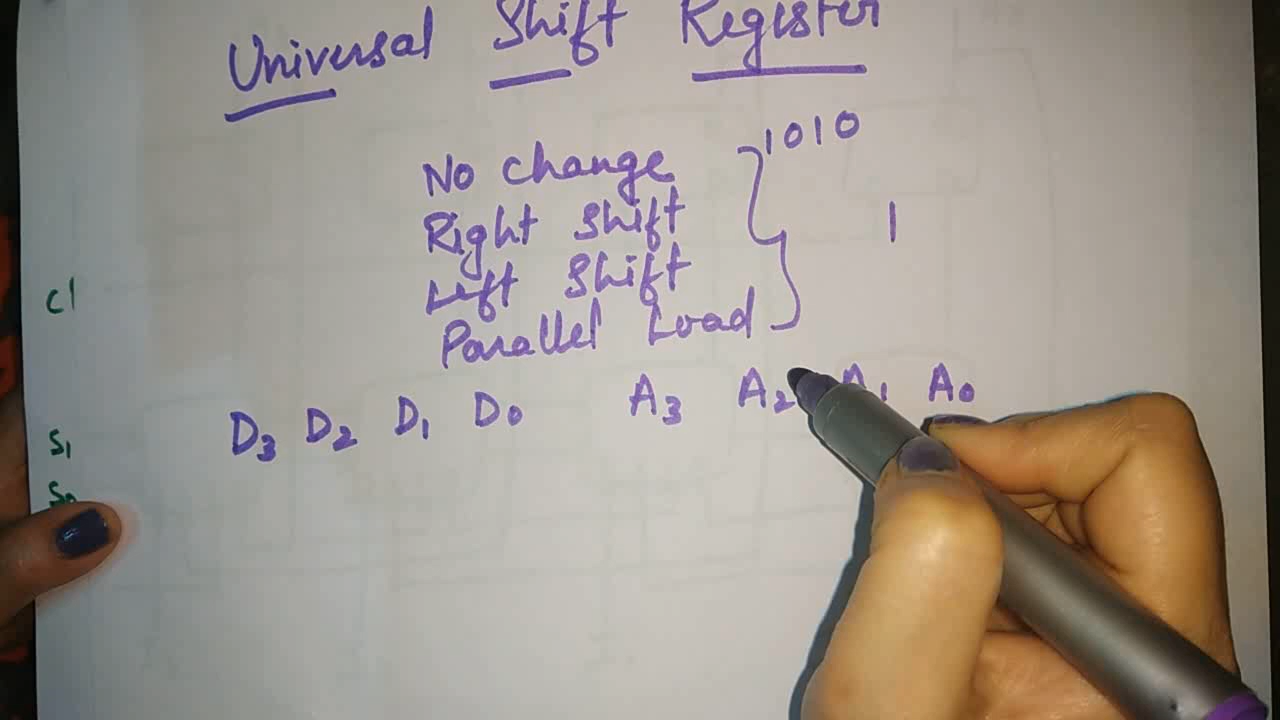 Universal Shift Register
No change } 1010
Right Shift 1
Left Shift
Cl
Parallel Load
D3 D2 D1 D0 A3 A2 A1 A0
S1